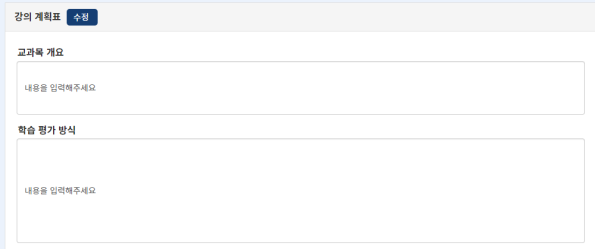 강의 계획표 수정
교과목 개요
내용을 입력해주세요
학습 평가 방식
내용을 입력해주세요